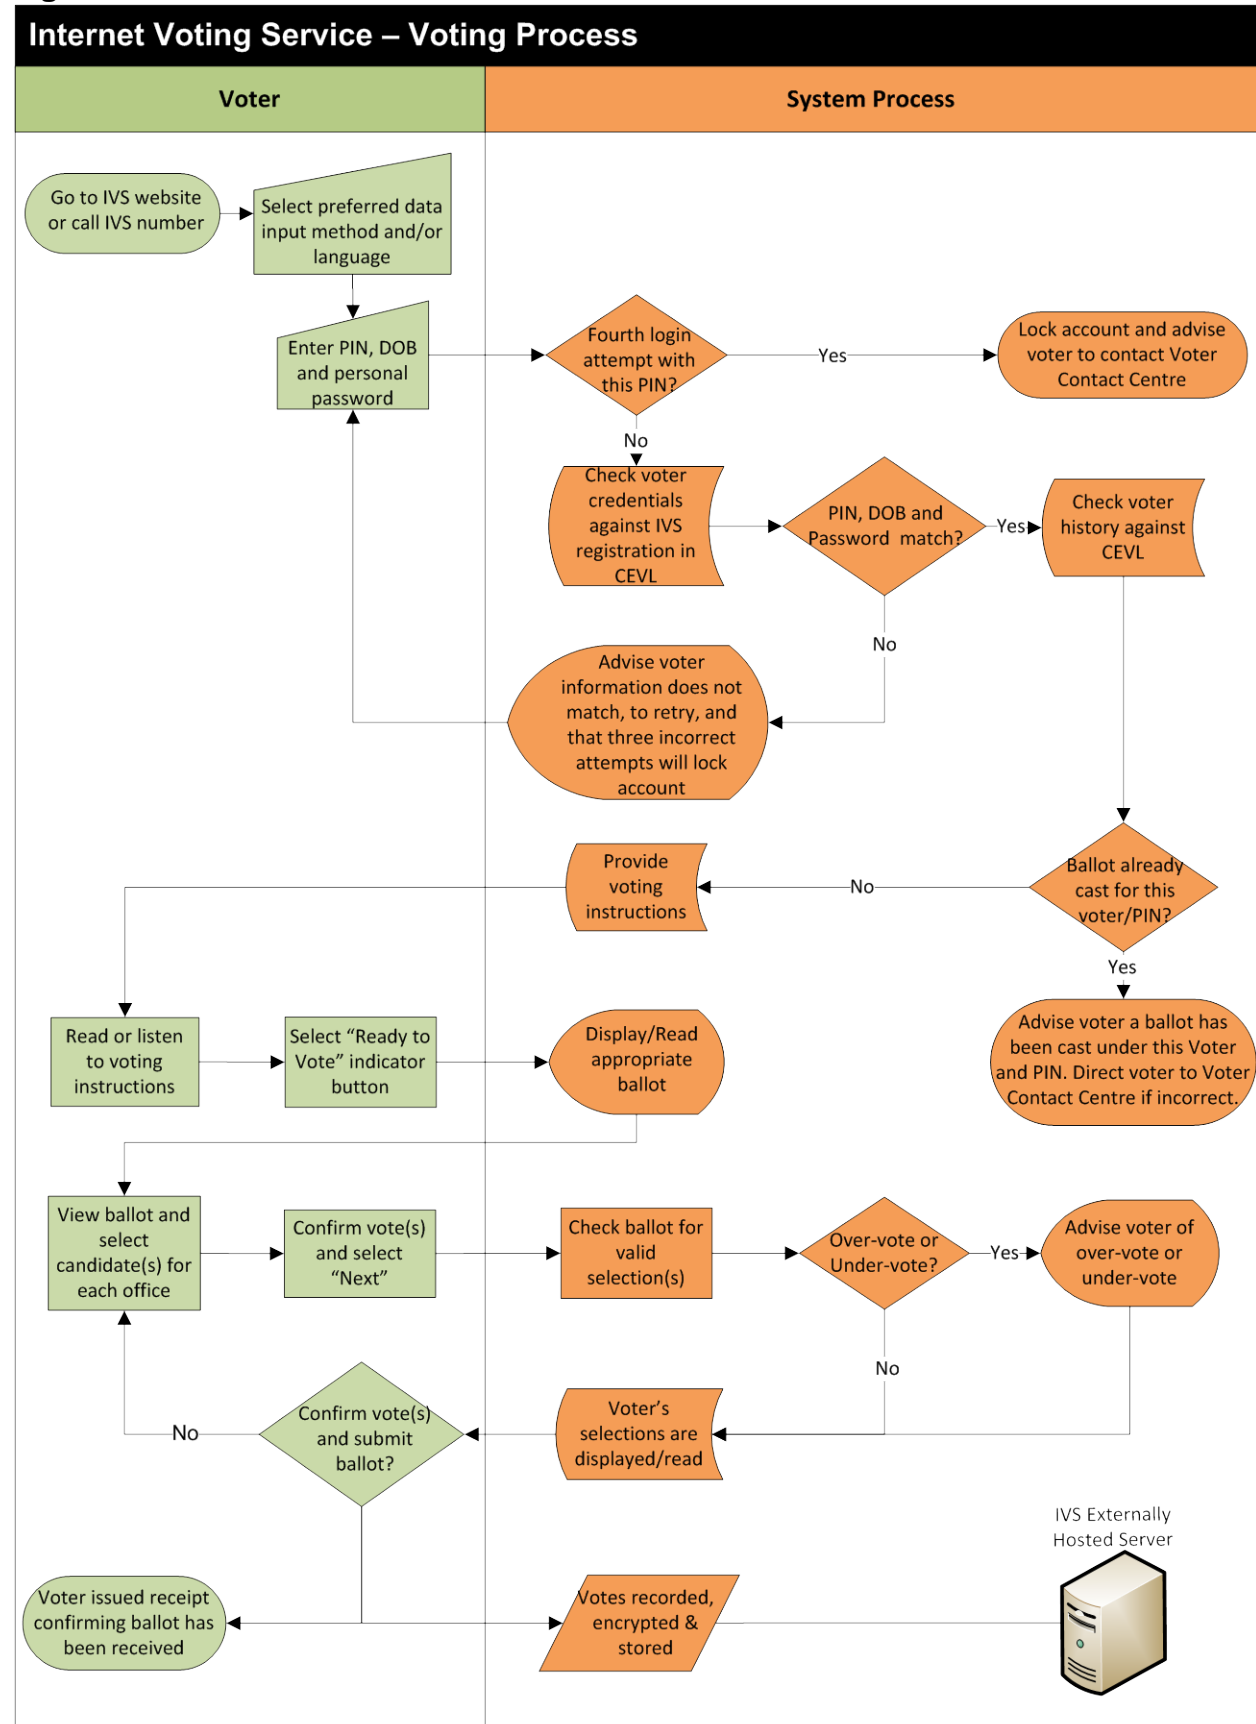 Internet Voting Service – Voting Process
Voter
System Process
Go to IVS website
or call IVS number
Select preferred data
input method and/or
language
Enter PIN, DOB
and personal
password
Fourth login
attempt with
this PIN?
Yes
Lock account and advise
voter to contact Voter
Contact Centre
No
Check voter
credentials
against IVS
registration in
CEVL
PIN, DOB and
Password match?
Yes
Check voter
history against
CEVL
No
Advise voter
information does not
match, to retry, and
that three incorrect
attempts will lock
account
Ballot already
cast for this
voter/PIN?
No
Provide
voting
instructions
Yes
Advise voter a ballot has
been cast under this Voter
and PIN. Direct voter to Voter
Contact Centre if incorrect.
Read or listen
to voting
instructions
Select “Ready to
Vote” indicator
button
Display/Read
appropriate
ballot
View ballot and
select
candidate(s) for
each office
Confirm vote(s)
and select
“Next”
Check ballot for
valid
selection(s)
Over-vote or
Under-vote?
Yes
Advise voter of
over-vote or
under-vote
No
Voter’s
selections are
displayed/read
Confirm vote(s)
and submit
ballot?
No
Voter issued receipt
confirming ballot has
been received
Votes recorded,
encrypted &
stored
IVS Externally
Hosted Server